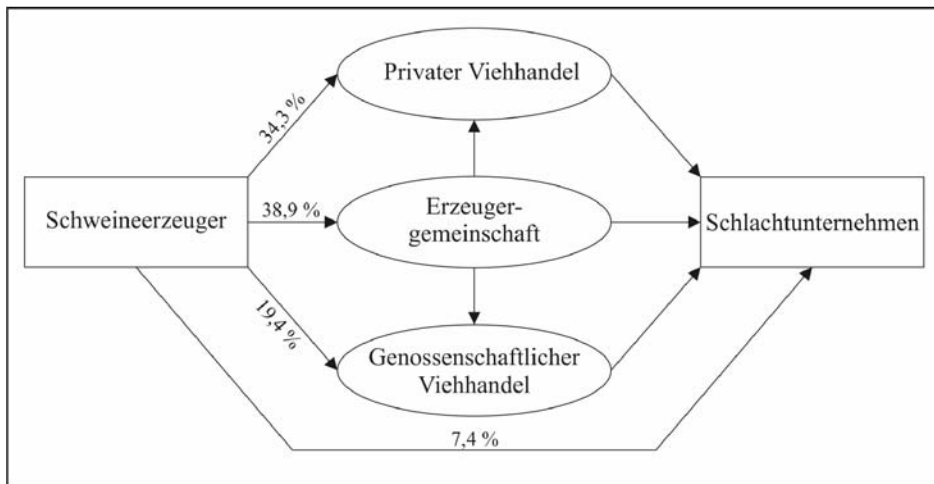 Privater Viehhandel
34,3 %
Schweineerzeuger
38,9 %
Erzeuger-
gemeinschaft
Schlachtunternehmen
19,4 %
Genossenschaftlicher
Viehhandel
7,4 %